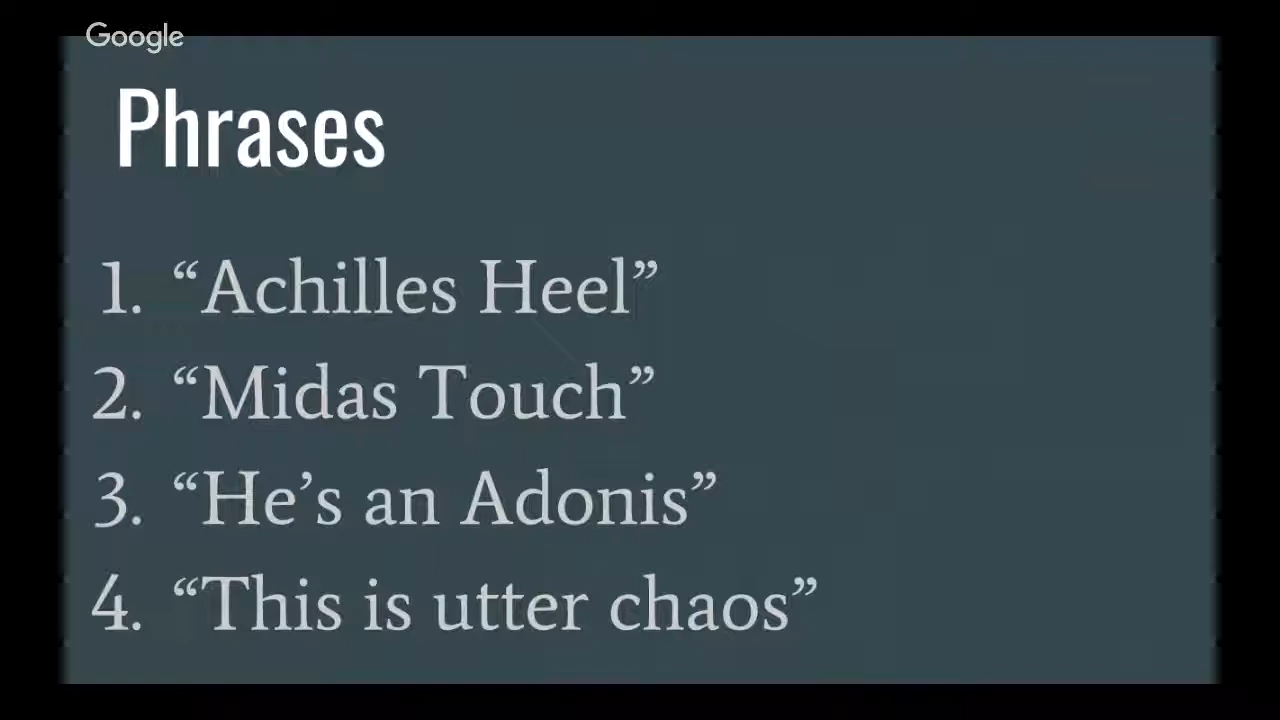 Google
Phrases
1. “Achilles Heel”
2. “Midas Touch”
3. “He’s an Adonis”
4. “This is utter chaos”